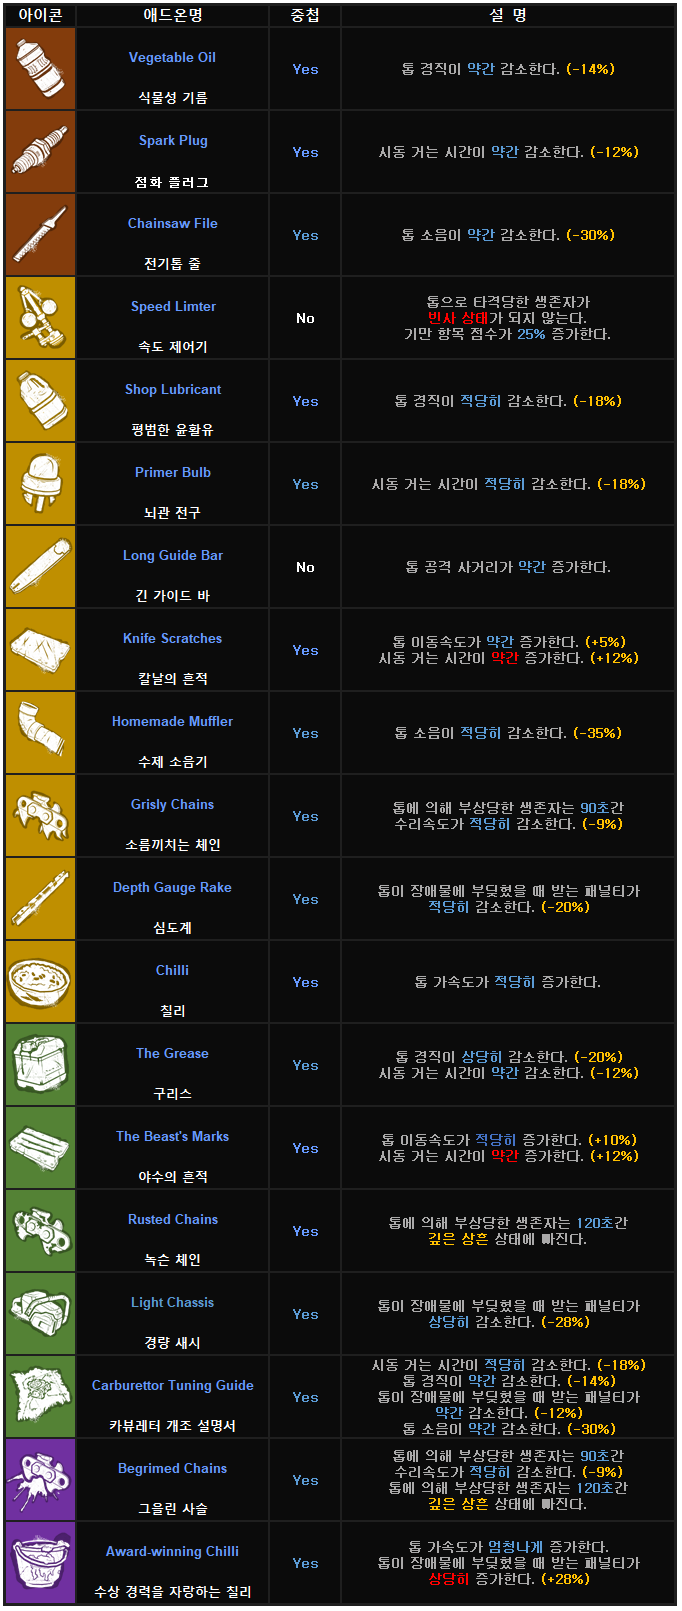 아이콘 애드온명 중첩 설 명
Vegetable Oil
식물성 기름
Yes
톱 경직이 약간 감소한다. (-14%)
Spark Plug
점화 플러그
Yes
시동 거는 시간이 약간 감소한다. (-12%)
Chainsaw File
전기톱 줄
Yes
톱 소음이 약간 감소한다. (-30%)
Speed Limter
속도 제어기
No
톱으로 타격당한 생존자가
빈사 상태가 되지 않는다.
기만 항목 점수가 25% 증가한다.
Shop Lubricant
평범한 윤활유
Yes
톱 경직이 적당히 감소한다. (-18%)
Primer Bulb
뇌관 전구
Yes
시동 거는 시간이 적당히 감소한다. (-18%)
Long Guide Bar
긴 가이드 바
No
톱 공격 사거리가 약간 증가한다.
Knife Scratches
칼날의 흔적
Yes
톱 이동속도가 약간 증가한다. (+5%)
시동 거는 시간이 약간 증가한다. (+12%)
Homemade Muffler
수제 소음기
Yes
톱 소음이 적당히 감소한다. (-35%)
Grisly Chains
소름끼치는 체인
Yes
톱에 의해 부상당한 생존자는 90초간
수리속도가 적당히 감소한다. (-9%)
Depth Gauge Rake
심도계
Yes
톱이 장애물에 부딪혔을 때 받는 패널티가
적당히 감소한다. (-20%)
Chilli
칠리
Yes
톱 가속도가 적당히 증가한다.
The Grease
구리스
Yes
톱 경직이 상당히 감소한다. (-20%)
시동 거는 시간이 약간 감소한다. (-12%)
The Beast's Marks
야수의 흔적
Yes
톱 이동속도가 적당히 증가한다. (+10%)
시동 거는 시간이 약간 증가한다. (+12%)
Rusted Chains
녹슨 체인
Yes
톱에 의해 부상당한 생존자는 120초간
깊은 상흔 상태에 빠진다.
Light Chassis
경량 섀시
Yes
톱이 장애물에 부딪혔을 때 받는 패널티가
상당히 감소한다. (-28%)
Carburettor Tuning Guide
카뷰레터 개조 설명서
Yes
시동 거는 시간이 적당히 감소한다. (-18%)
톱 경직이 약간 감소한다. (-14%)
톱이 장애물에 부딪혔을 때 받는 패널티가
약간 감소한다. (-12%)
톱 소음이 약간 감소한다. (-30%)
Begrimed Chains
그을린 사슬
Yes
톱에 의해 부상당한 생존자는 90초간
수리속도가 적당히 감소한다. (-9%)
톱에 의해 부상당한 생존자는 120초간
깊은 상흔 상태에 빠진다.
Award-winning Chilli
수상 경력을 자랑하는 칠리
Yes
톱 가속도가 엄청나게 증가한다.
톱이 장애물에 부딪혔을 때 받는 패널티가
상당히 증가한다. (+28%)